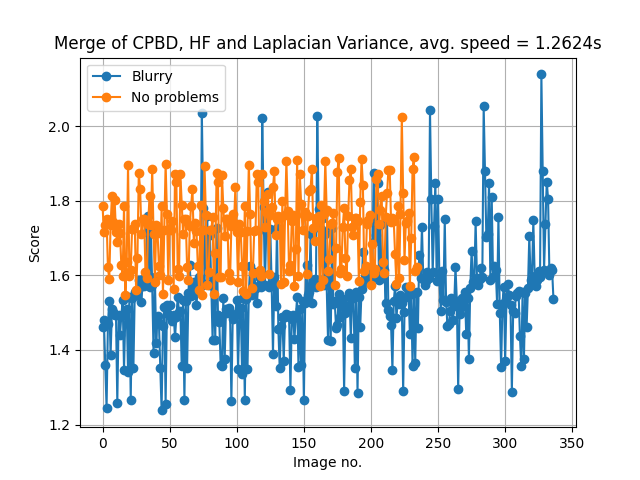 Merge of CPBD, HF and Laplacian Variance, avg. speed = 1.2624s
Blurry
No problems
2.0
1.8
1.6
1.4
1.2
Score
0 50 100 150 200 250 300 350
Image no.